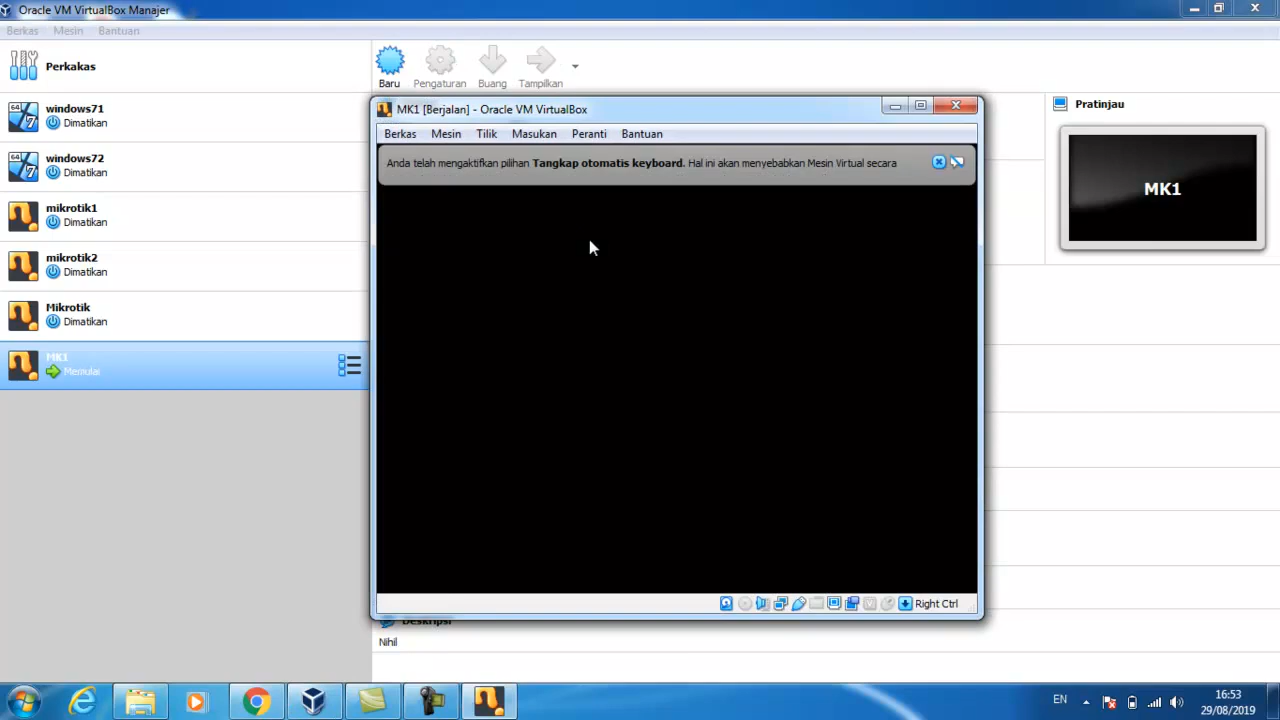 Oracle VM VirtualBox Manajer
Berkas Mesin Bantuan
Perkakas
Baru Pengaturan Buang Tampilkan
64
windows71
Dimatikan
64
windows72
Dimatikan
mikrotik1
Dimatikan
mikrotik2
Dimatikan
Mikrotik
Dimatikan
MK1
Memulai
MK1 [Berjalan] - Oracle VM VirtualBox
Berkas Mesin Tilik Masukan Peranti Bantuan
Anda telah mengaktifkan pilihan Tangkap otomatis keyboard. Hal ini akan menyebabkan Mesin Virtual secara
Right Ctrl
Pratinjau
MK1
Deskripsi
Nihil
EN
16:53
29/08/2019